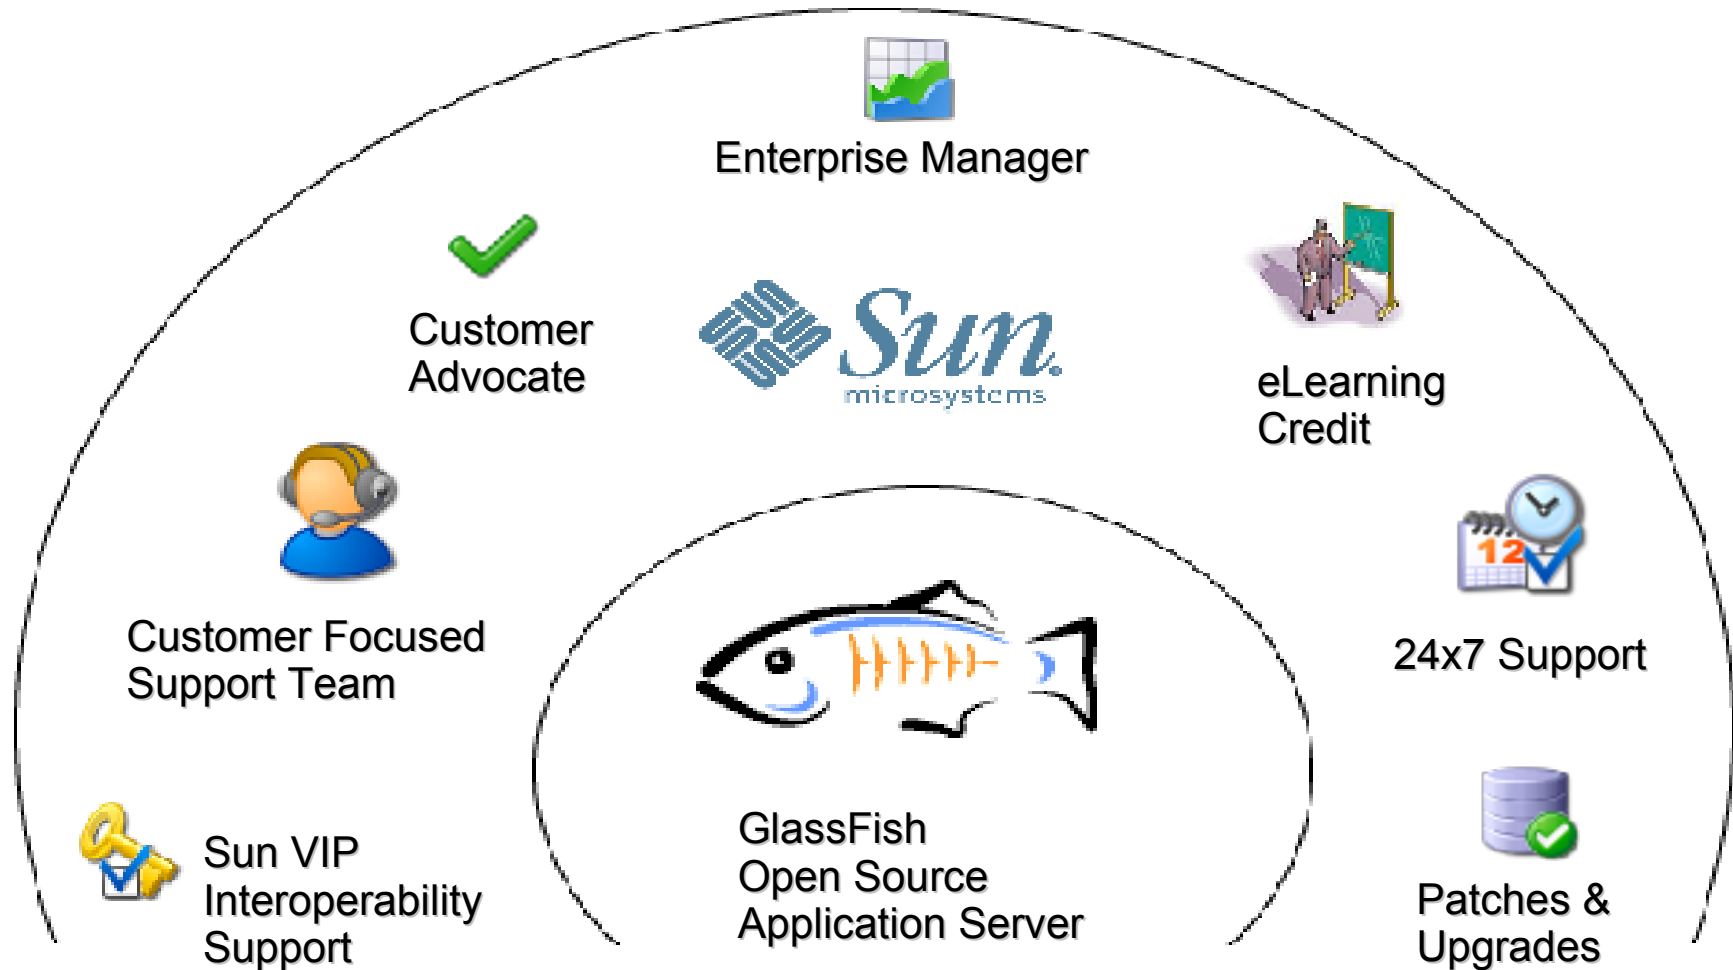 Enterprise Manager
Customer
Advocate
Sun
microsystems
eLearning
Credit
12
Customer Focused
Support Team
24x7 Support
Sun VIP
Interoperability
Support
GlassFish
Open Source
Application Server
Patches &
Upgrades